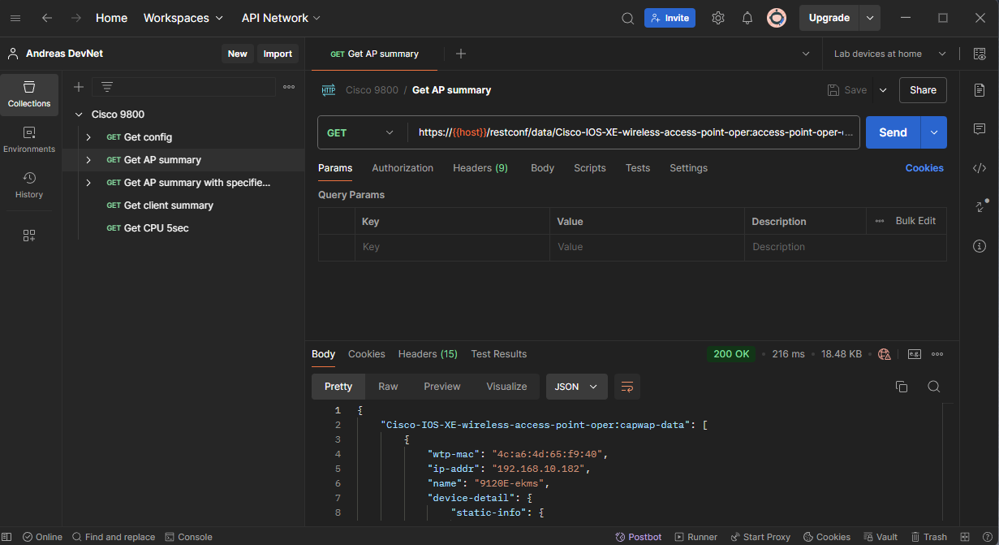 Home Workspaces API Network Invite Upgrade
Andreas DevNet New Import GET Get AP summary Lab devices at home
Collections
Environments
History
Cisco 9800
GET Get config
GET Get AP summary
GET Get AP summary with specifie...
GET Get client summary
GET Get CPU 5sec
HTTP Cisco 9800 / Get AP summary Save Share
GET https://{{host}}/restconf/data/Cisco-IOS-XE-wireless-access-point-oper:access-point-oper-... Send
Params Authorization Headers (9) Body Scripts Tests Settings Cookies
Query Params
Key Value Description Bulk Edit
Key Value Description
Body Cookies Headers (15) Test Results 200 OK 216 ms 18.48 KB e.g.
Pretty Raw Preview Visualize JSON
1 {
2 "Cisco-IOS-XE-wireless-access-point-oper:capwap-data": [
3 {
4 "wtp-mac": "4c:a6:4d:65:f9:40",
5 "ip-addr": "192.168.10.182",
6 "name": "9120E-ekms",
7 "device-detail": {
8 "static-info": {
Online Find and replace Console Postbot Runner Start Proxy Cookies Vault Trash